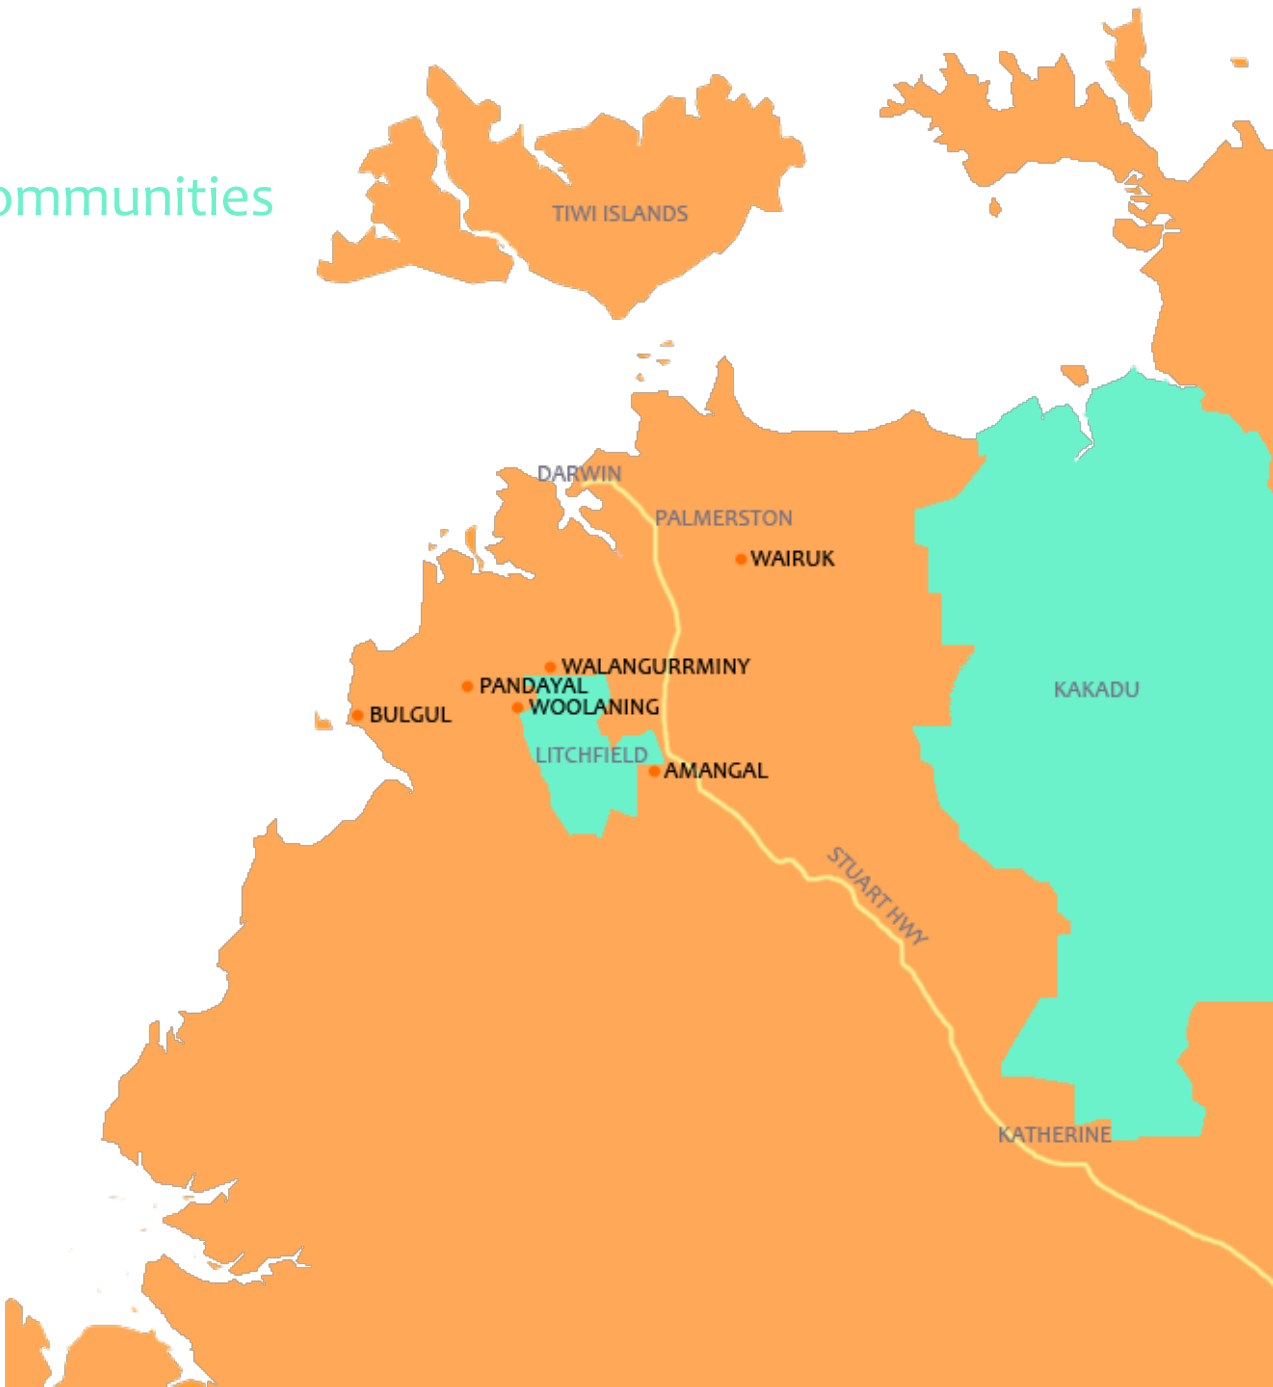 ommunities
TIWI ISLANDS
DARWIN
PALMERSTON
WAIRUK
WALANGURRMINY
PANDAYAL
KAKADU
WOOLANING
BULGUL
LITCHFIELD
AMANGAL
STUART HWY
KATHERINE